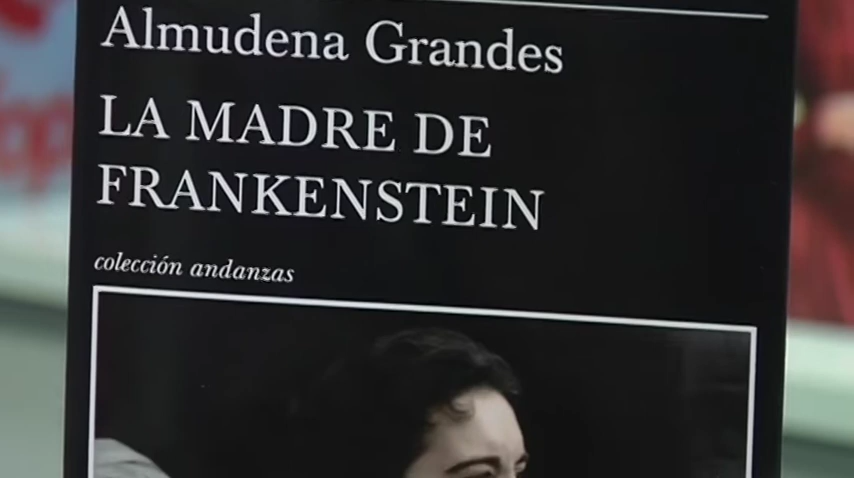 Almudena Grandes
LA MADRE DE
FRANKENSTEIN
colección andanzas